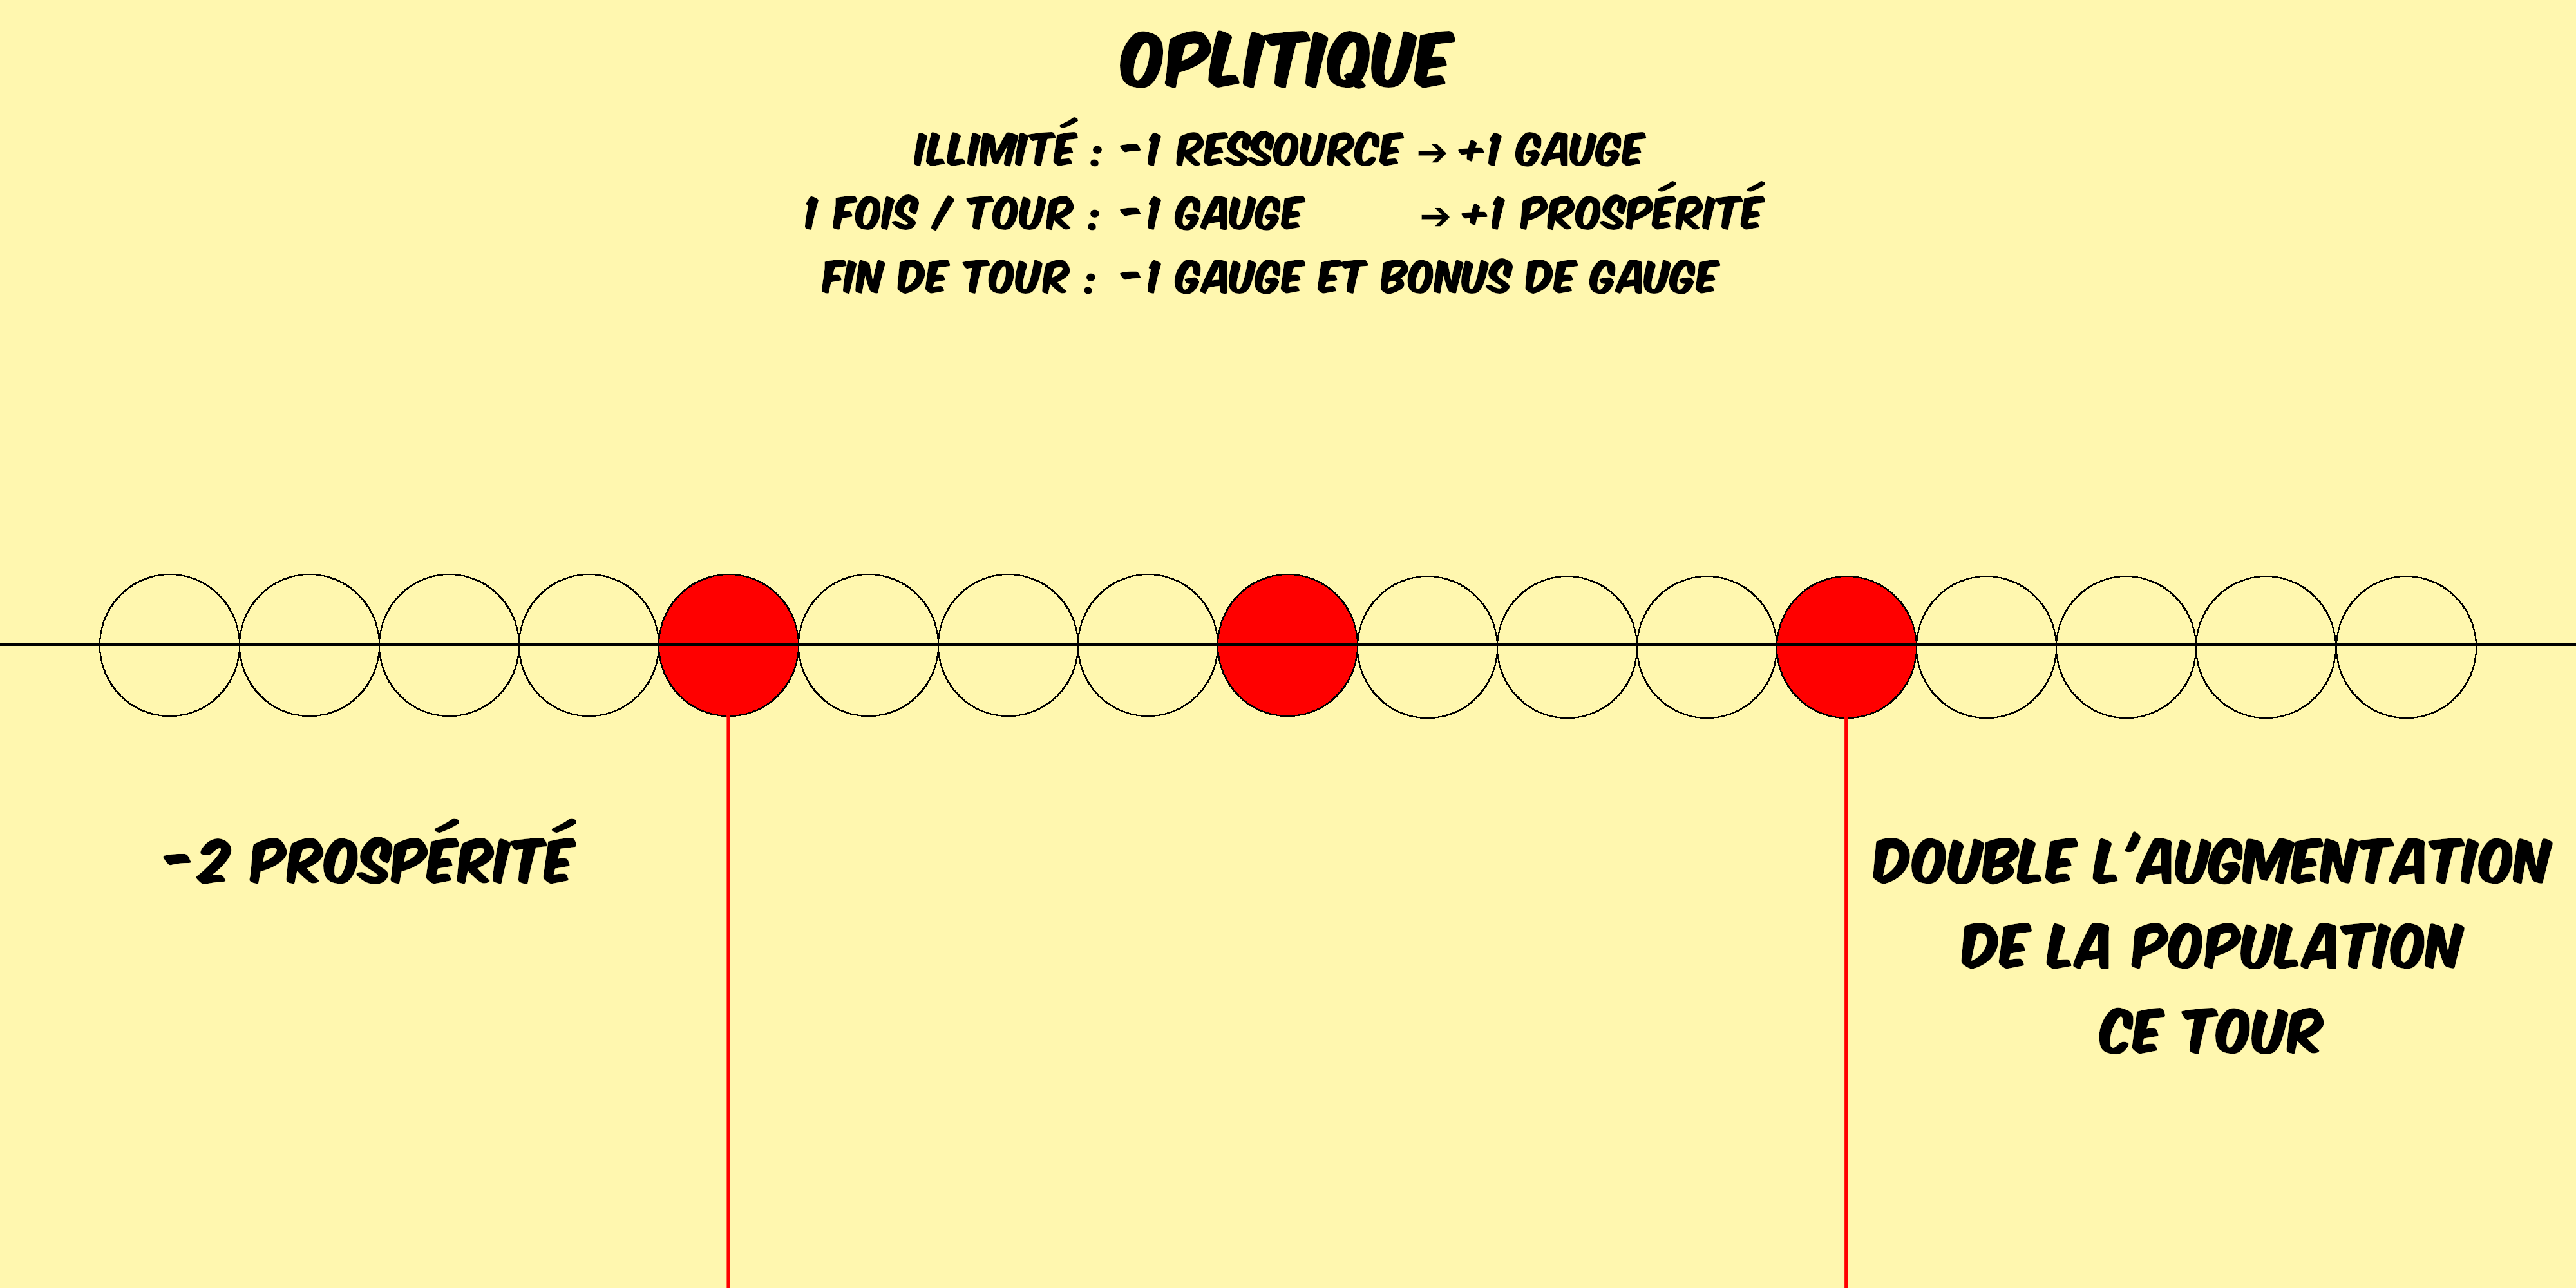 OPLITIQUE
ILLIMITÉ : -1 RESSOURCE → +1 GAUGE
1 FOIS / TOUR : -1 GAUGE → +1 PROSPÉRITÉ
FIN DE TOUR : -1 GAUGE ET BONUS DE GAUGE
-2 PROSPÉRITÉ
DOUBLE L'AUGMENTATION
DE LA POPULATION
CE TOUR